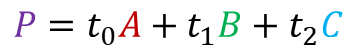 P = t₀A + t₁B + t₂C